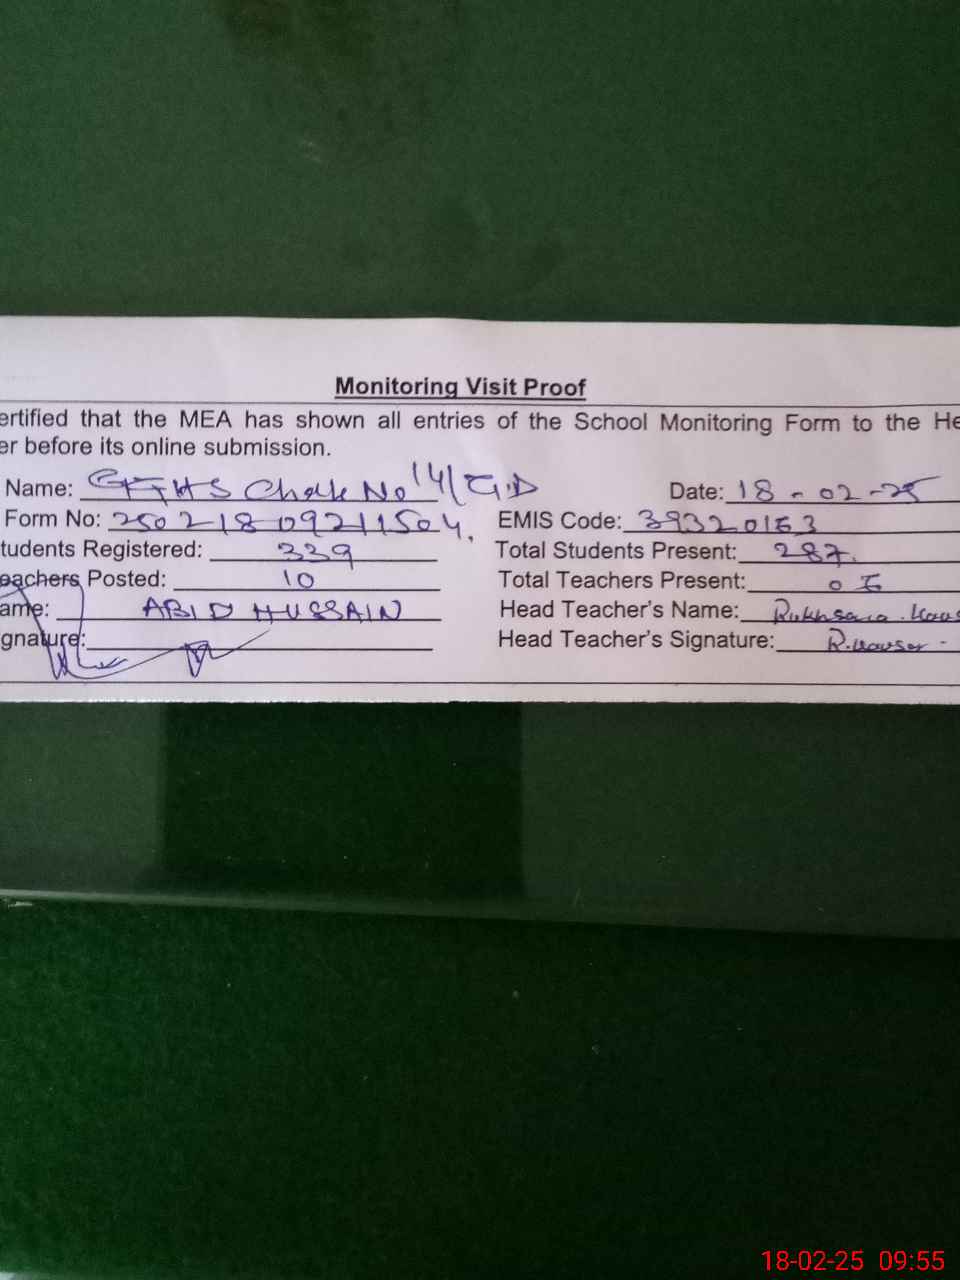 Monitoring Visit Proof
ertified that the MEA has shown all entries of the School Monitoring Form to the He
er before its online submission.
Name: GGHS Chak No 14/G.D Date: 18-02-25
Form No: 25021809211504. EMIS Code: 39320153
tudents Registered: 339 Total Students Present: 287.
eachers Posted: 10 Total Teachers Present:
ame: ABID HUSSAIN Head Teacher's Name: Rukhsana
gnature: Head Teacher's Signature: R.Kausar -
18-02-25 09:55